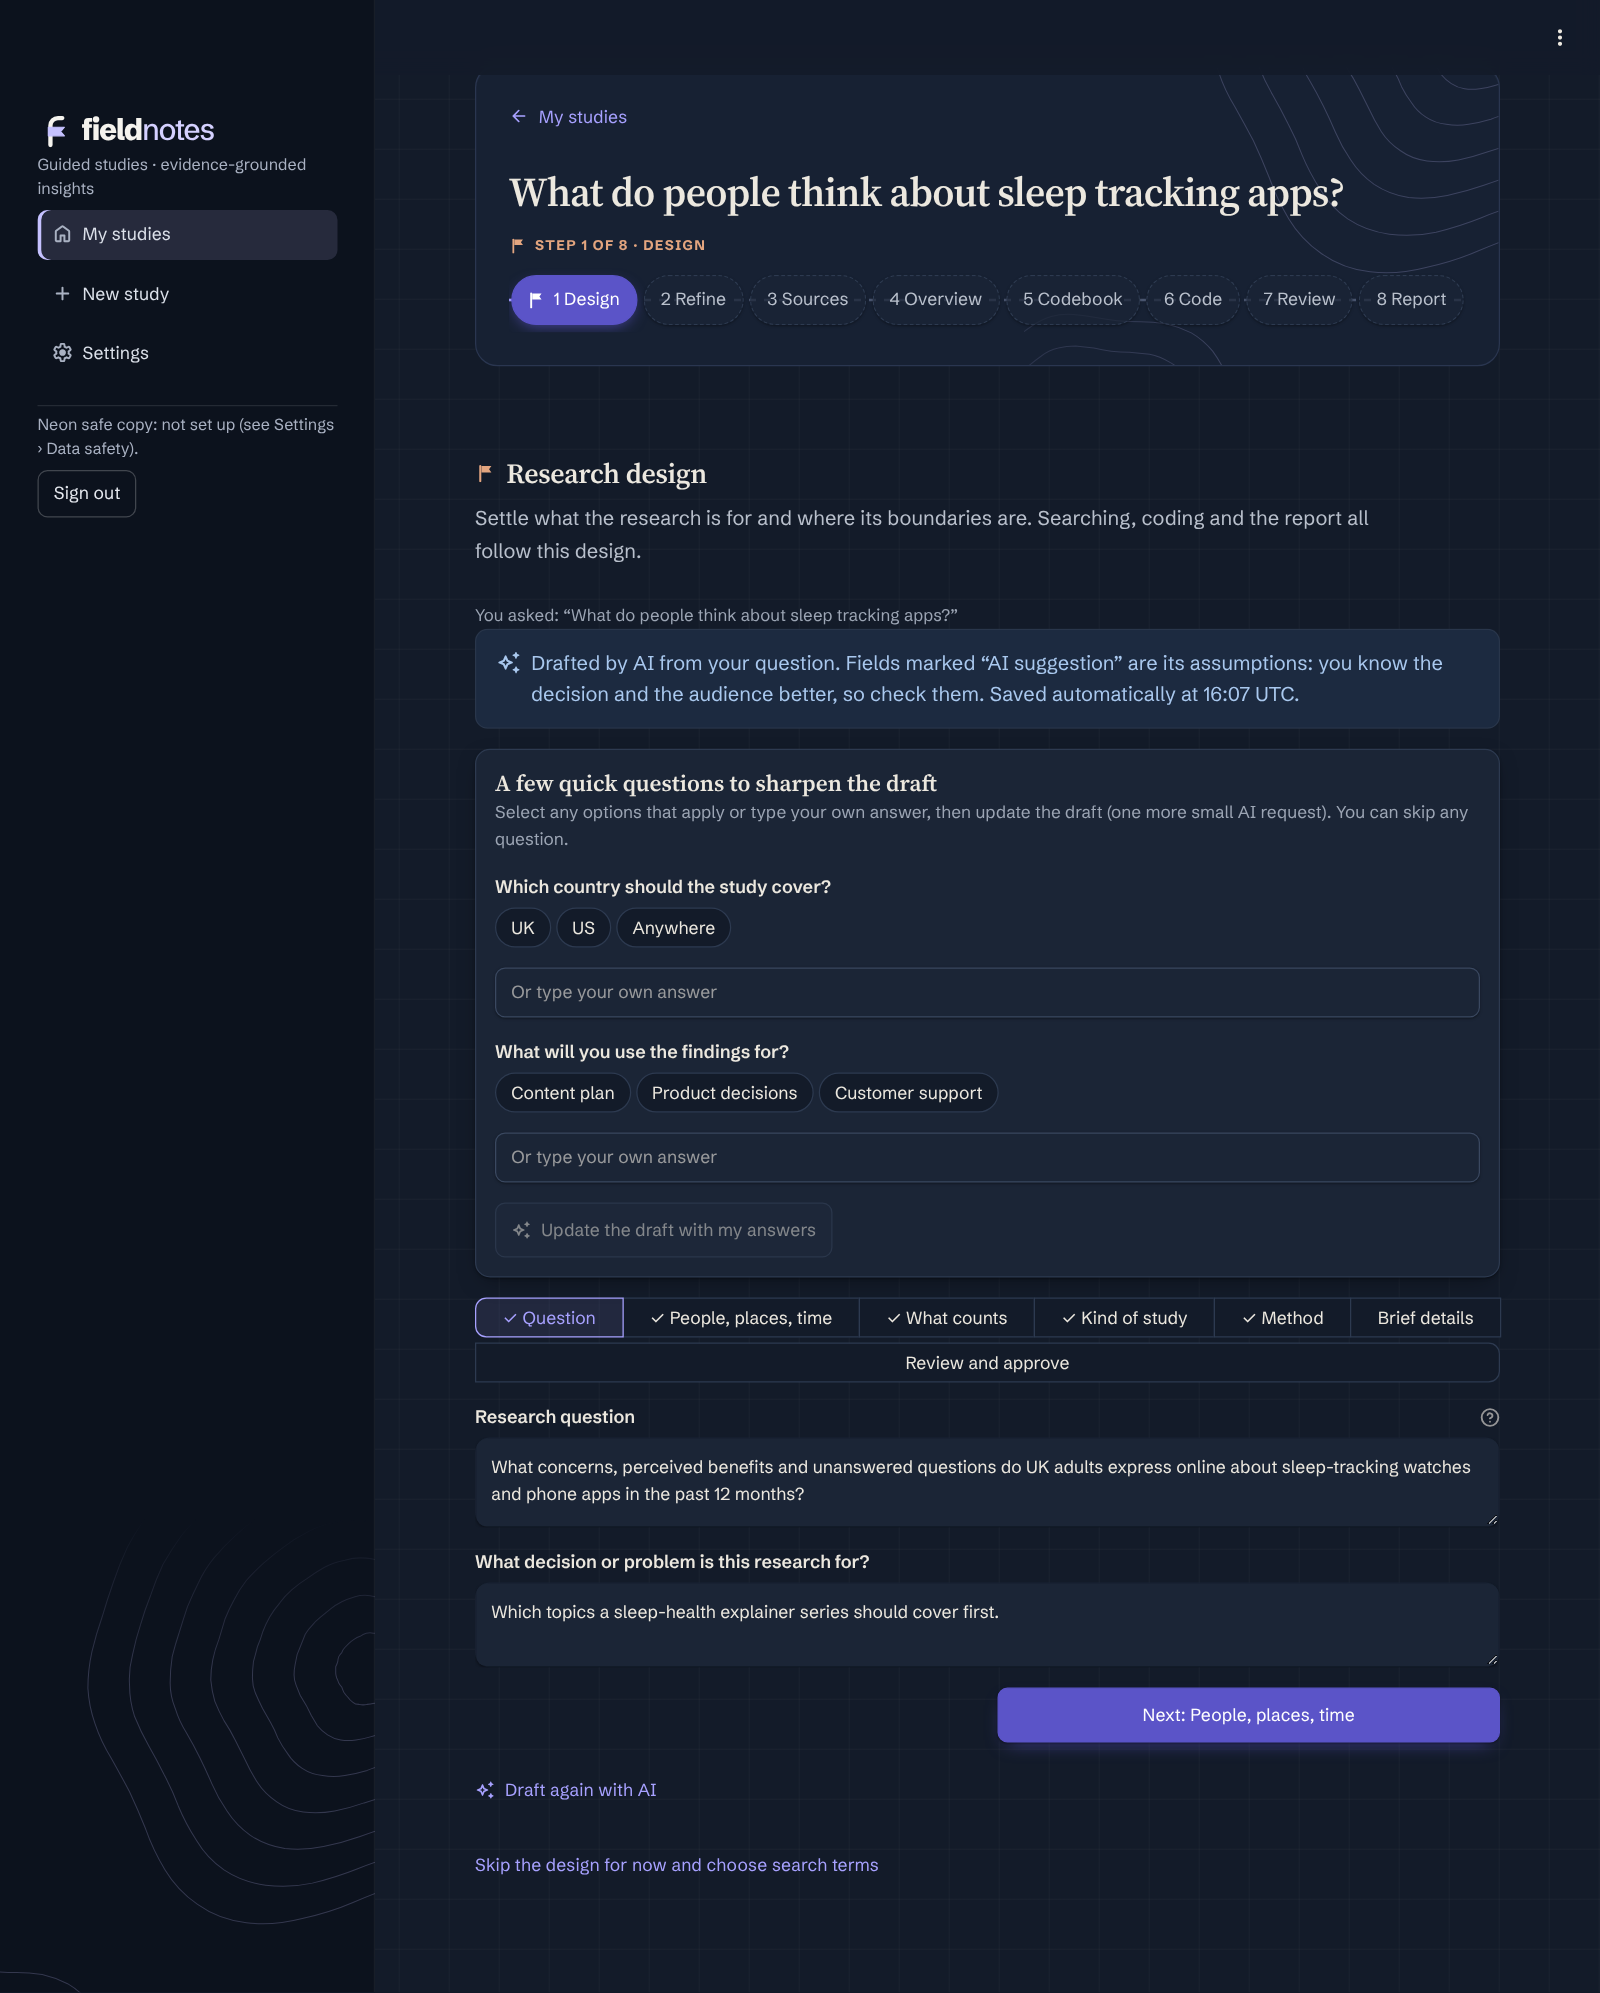 fieldnotes
Guided studies · evidence-grounded
insights
My studies
New study
Settings
Neon safe copy: not set up (see Settings
› Data safety).
Sign out
My studies
What do people think about sleep tracking apps?
STEP 1 OF 8 · DESIGN
1 Design
2 Refine
3 Sources
4 Overview
5 Codebook
6 Code
7 Review
8 Report
Research design
Settle what the research is for and where its boundaries are. Searching, coding and the report all
follow this design.
You asked: “What do people think about sleep tracking apps?”
Drafted by AI from your question. Fields marked “AI suggestion” are its assumptions: you know the
decision and the audience better, so check them. Saved automatically at 16:07 UTC.
A few quick questions to sharpen the draft
Select any options that apply or type your own answer, then update the draft (one more small AI request). You can skip any
question.
Which country should the study cover?
UK
US
Anywhere
Or type your own answer
What will you use the findings for?
Content plan
Product decisions
Customer support
Or type your own answer
Update the draft with my answers
✓ Question
✓ People, places, time
✓ What counts
✓ Kind of study
✓ Method
Brief details
Review and approve
Research question
What concerns, perceived benefits and unanswered questions do UK adults express online about sleep-tracking watches
and phone apps in the past 12 months?
What decision or problem is this research for?
Which topics a sleep-health explainer series should cover first.
Next: People, places, time
Draft again with AI
Skip the design for now and choose search terms